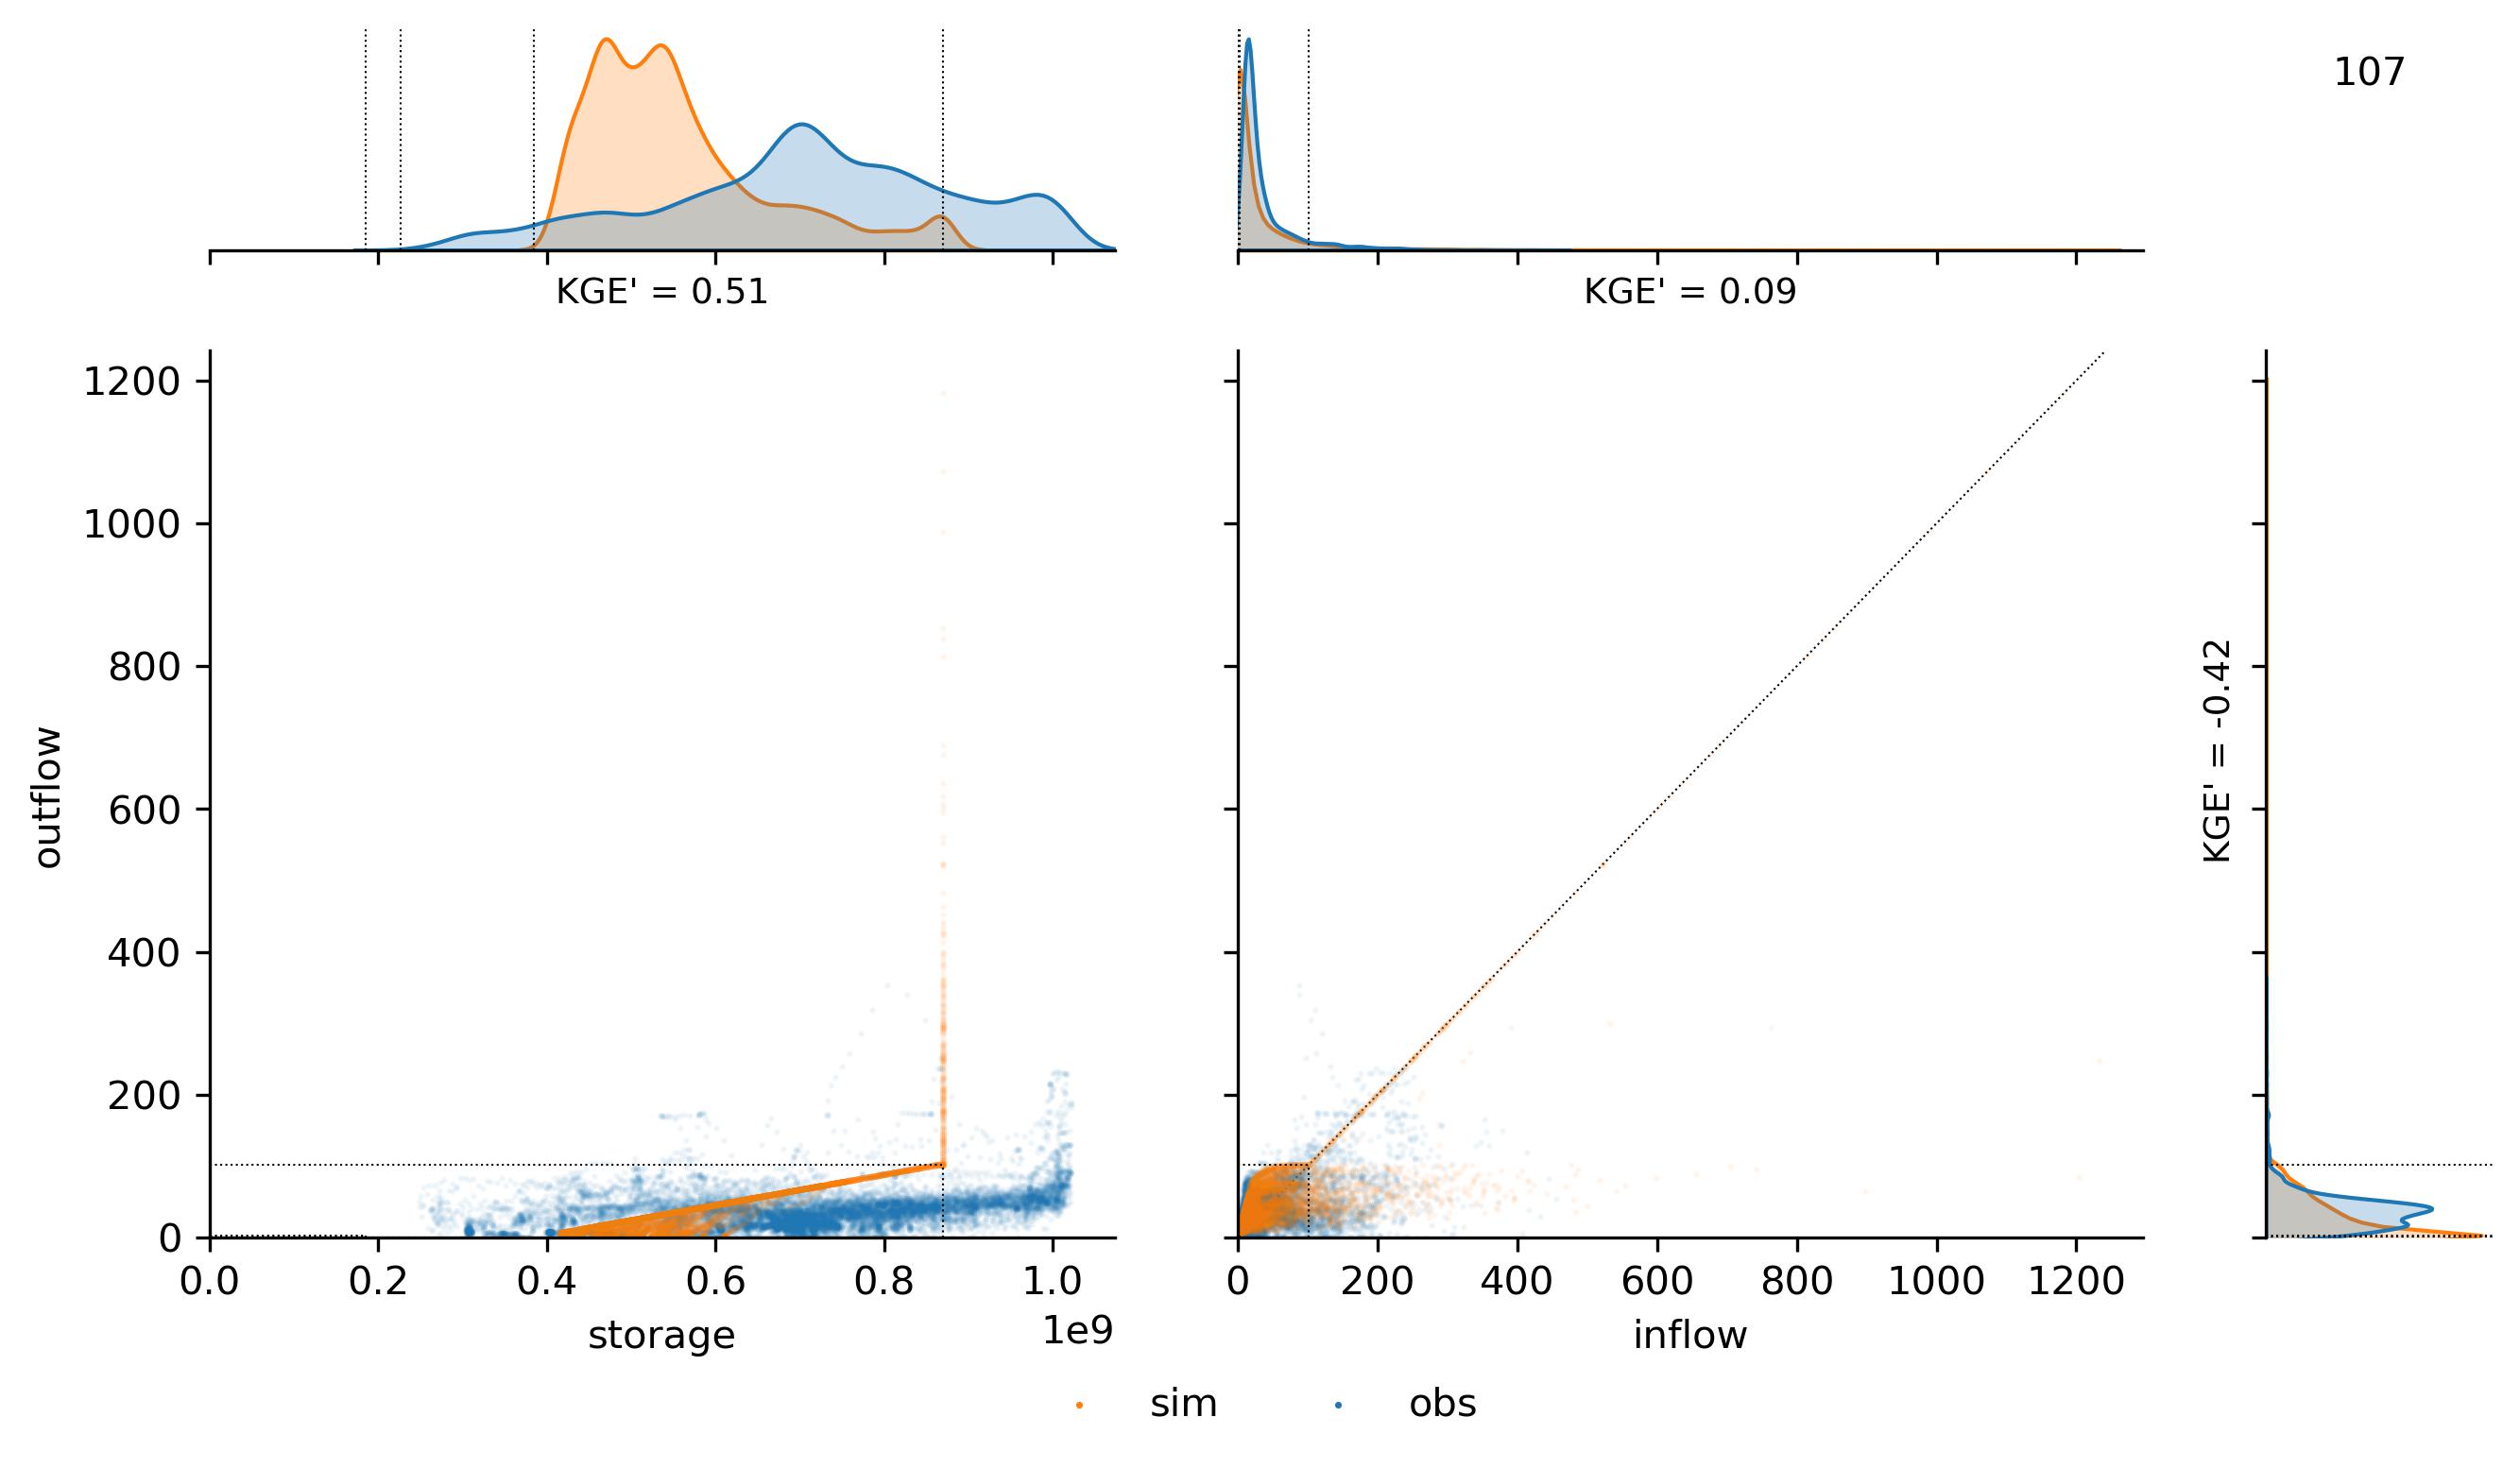 107
KGE' = 0.51
KGE' = 0.09
1200
1000
800
600
400
200
0
outflow
KGE' = -0.42
0.0 0.2 0.4 0.6 0.8 1.0
1e9
storage
0 200 400 600 800 1000 1200
inflow
sim obs